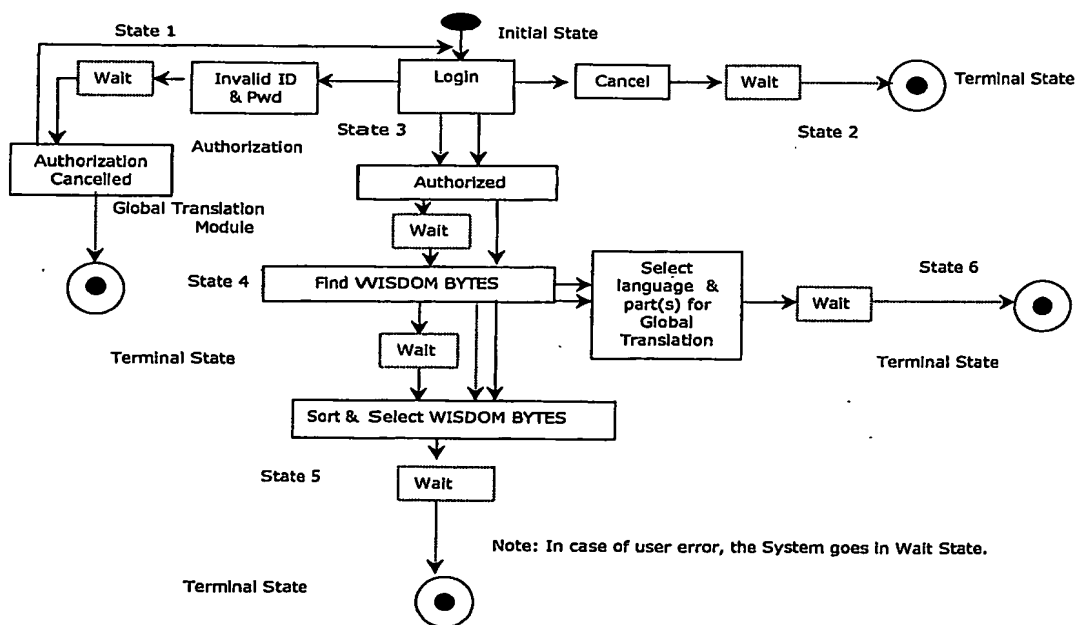 State 1
Initial State
Wait
Invalid ID
& Pwd
Login
Cancel
Wait
Terminal State
State 3
State 2
Authorization
Authorization
Cancelled
Authorized
Global Translation
Module
Wait
State 4
Find WISDOM BYTES
Select
language &
part(s) for
Global
Translation
State 6
Wait
Terminal State
Wait
Terminal State
Sort & Select WISDOM BYTES
State 5
Wait
Note: In case of user error, the System goes in Wait State.
Terminal State